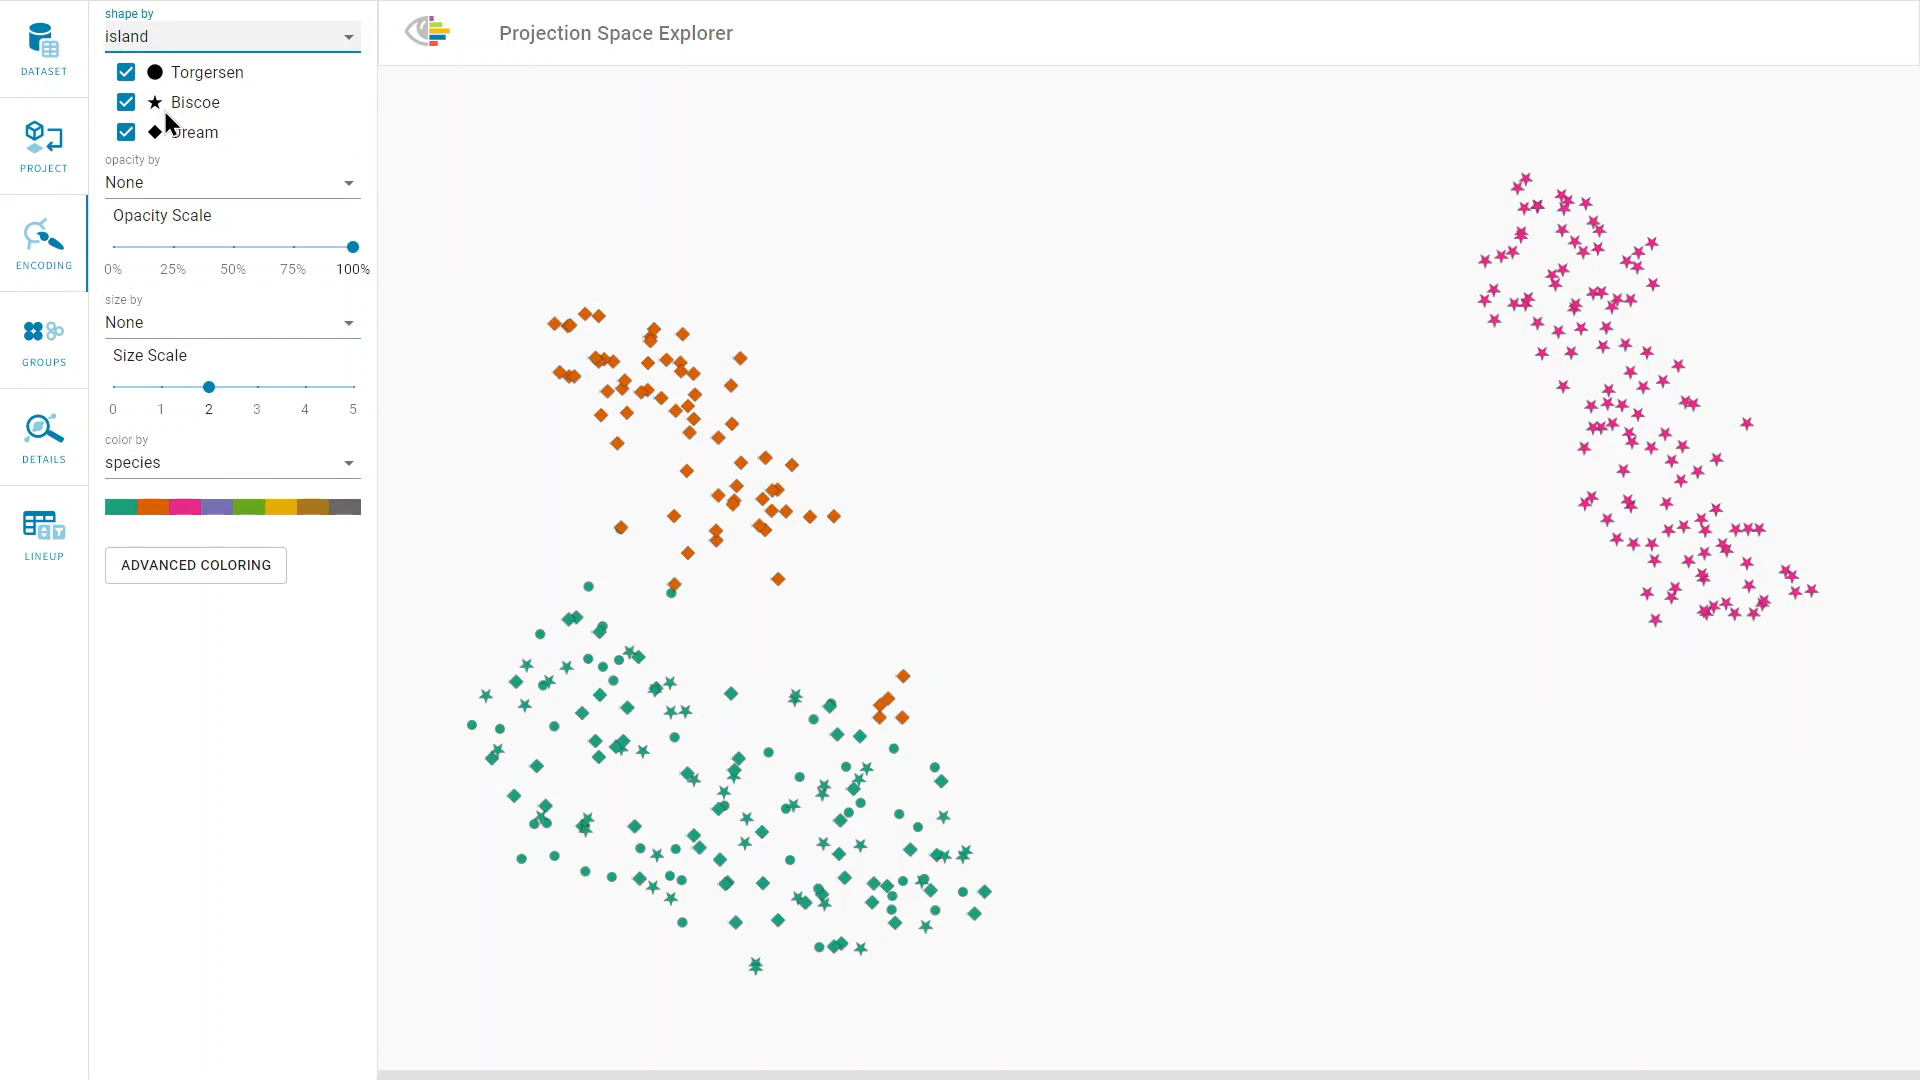 shape by
island
Projection Space Explorer
DATASET
Torgersen
Biscoe
Dream
PROJECT
opacity by
None
Opacity Scale
0% 25% 50% 75% 100%
ENCODING
size by
None
Size Scale
0 1 2 3 4 5
GROUPS
color by
species
DETAILS
ADVANCED COLORING
LINEUP